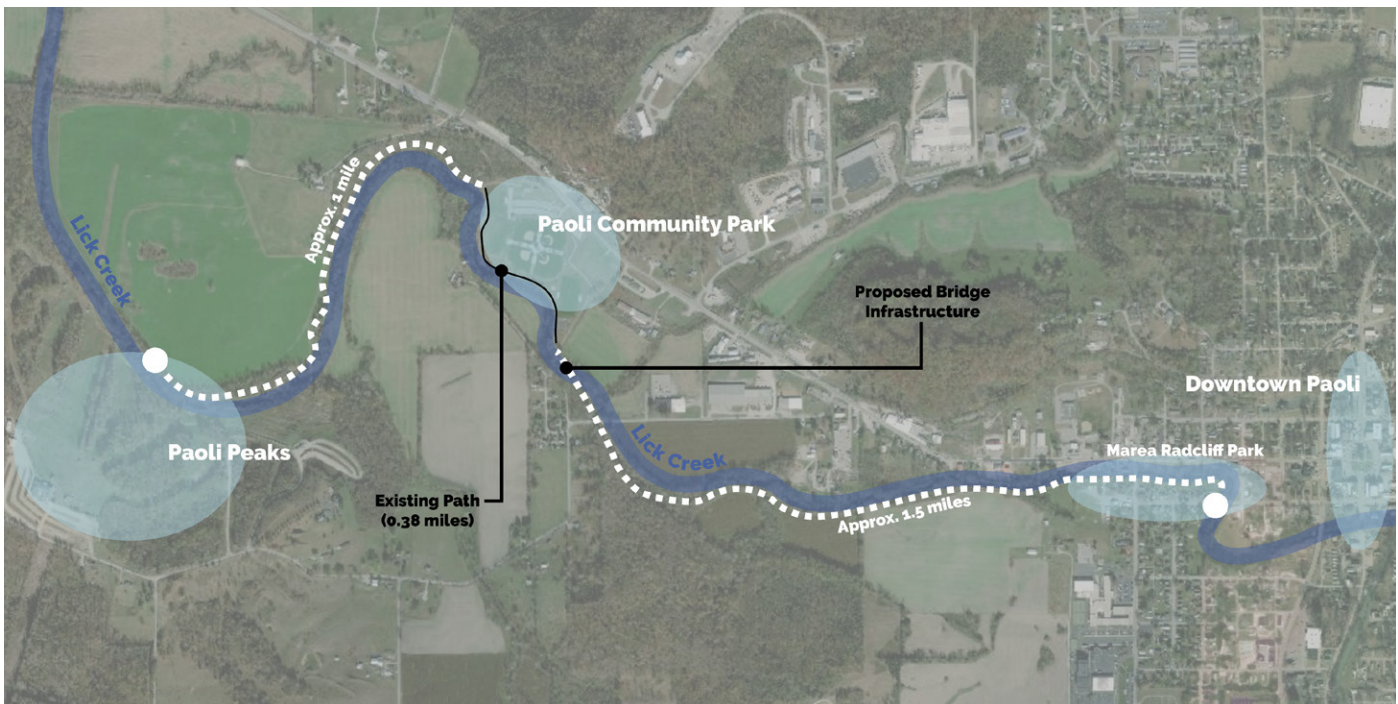 Approx. 1 mile
Paoli Community Park
Lick Creek
Proposed Bridge
Infrastructure
Downtown Paoli
Paoli Peaks
Lick Creek
Marea Radcliff Park
Existing Path
(0.38 miles)
Approx. 1.5 miles